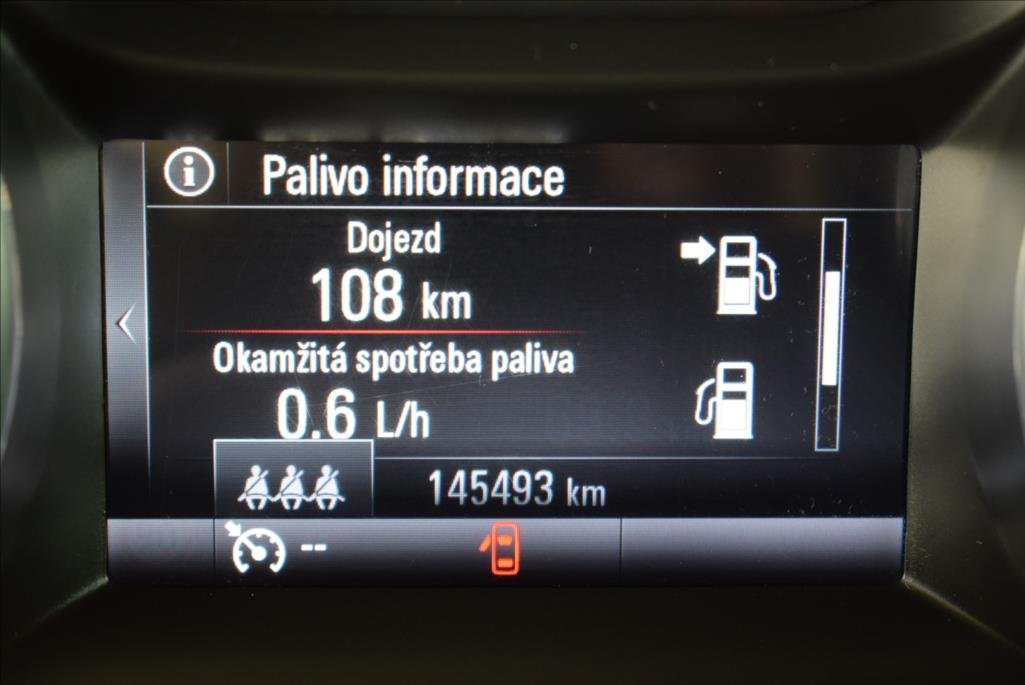 Palivo informace
Dojezd
108 km
Okamžitá spotřeba paliva
0.6 L/h
145493 km
--